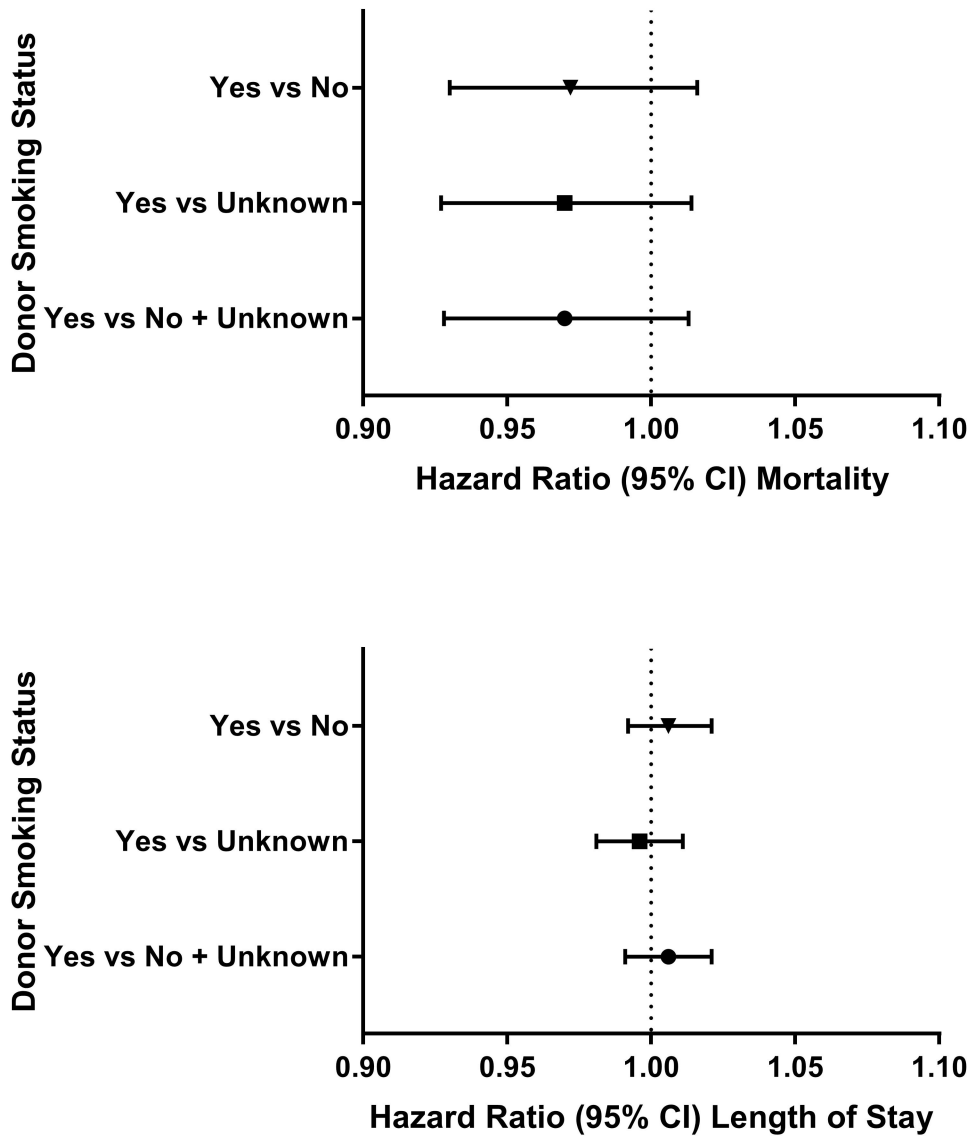 Donor Smoking Status
Yes vs No
Yes vs Unknown
Yes vs No + Unknown
0.90 0.95 1.00 1.05 1.10
Hazard Ratio (95% CI) Mortality
Donor Smoking Status
Yes vs No
Yes vs Unknown
Yes vs No + Unknown
0.90 0.95 1.00 1.05 1.10
Hazard Ratio (95% CI) Length of Stay